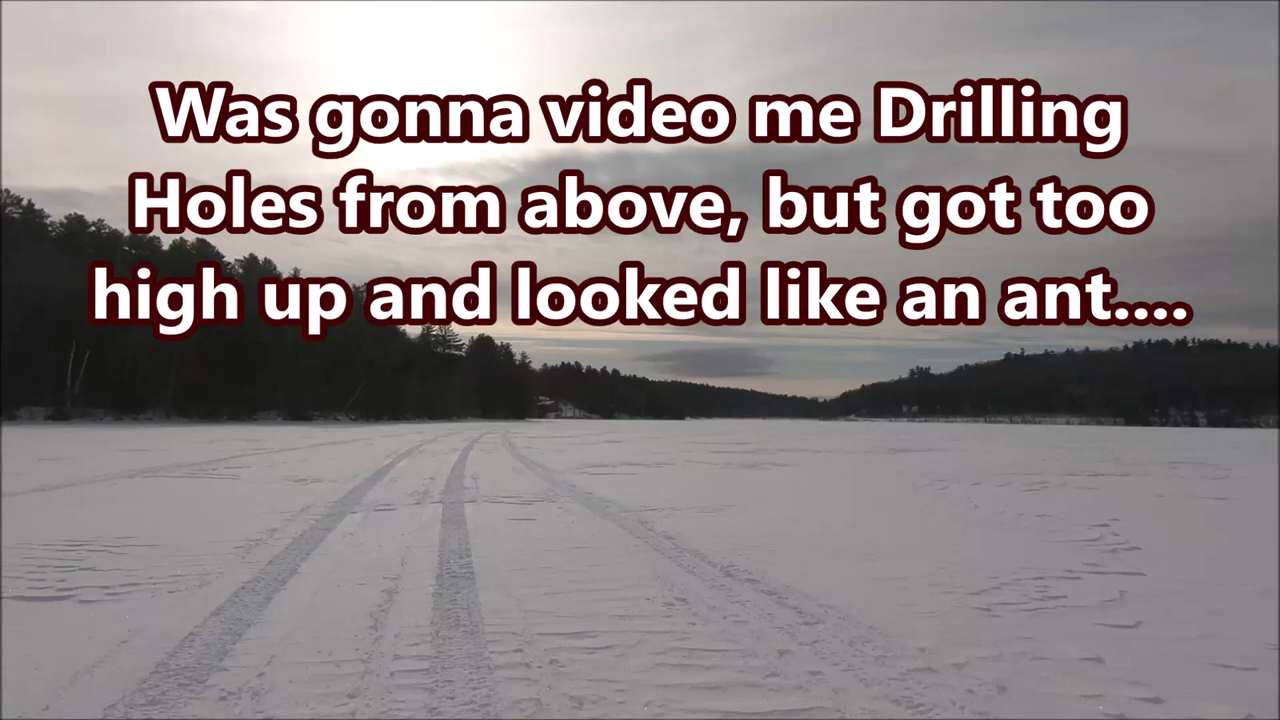 Was gonna video me Drilling
Holes from above, but got too
high up and looked like an ant....